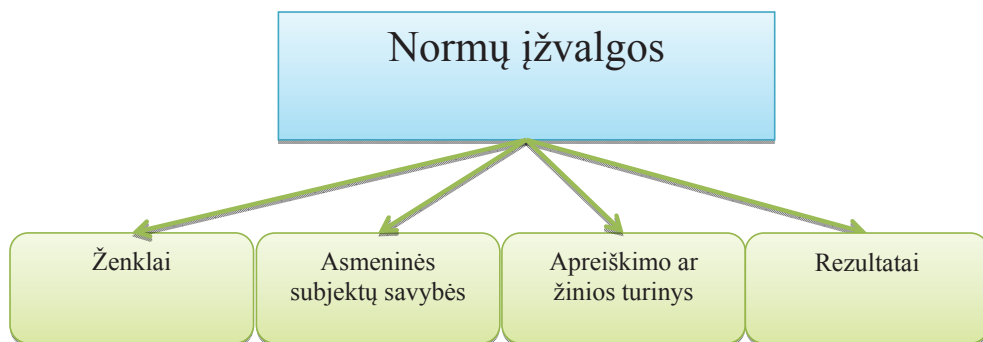 Normų įžvalgos
Ženklai
Asmeninės
subjektų savybės
Apreiškimo ar
žinios turinys
Rezultatai